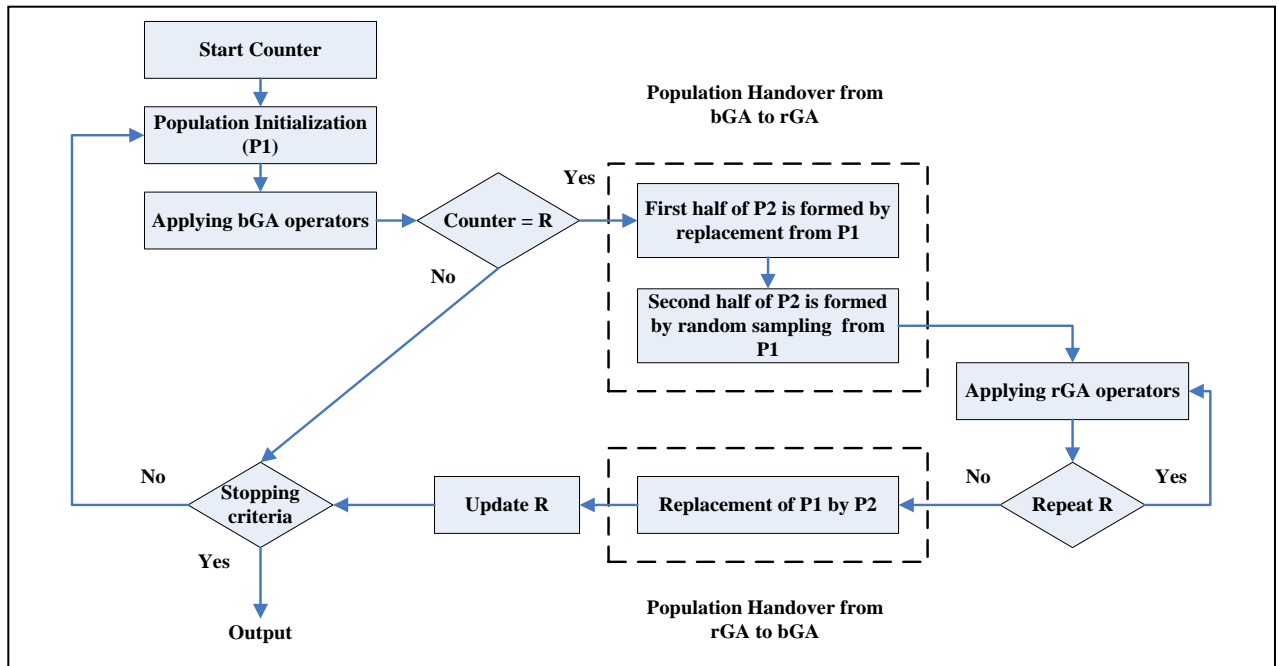 Start Counter
Population Initialization
(P1)
Applying bGA operators
Counter = R
Yes
No
Population Handover from
bGA to rGA
First half of P2 is formed by
replacement from P1
Second half of P2 is formed
by random sampling from
P1
Applying rGA operators
Repeat R
Yes
No
Replacement of P1 by P2
Population Handover from
rGA to bGA
Update R
Stopping
criteria
No
Yes
Output